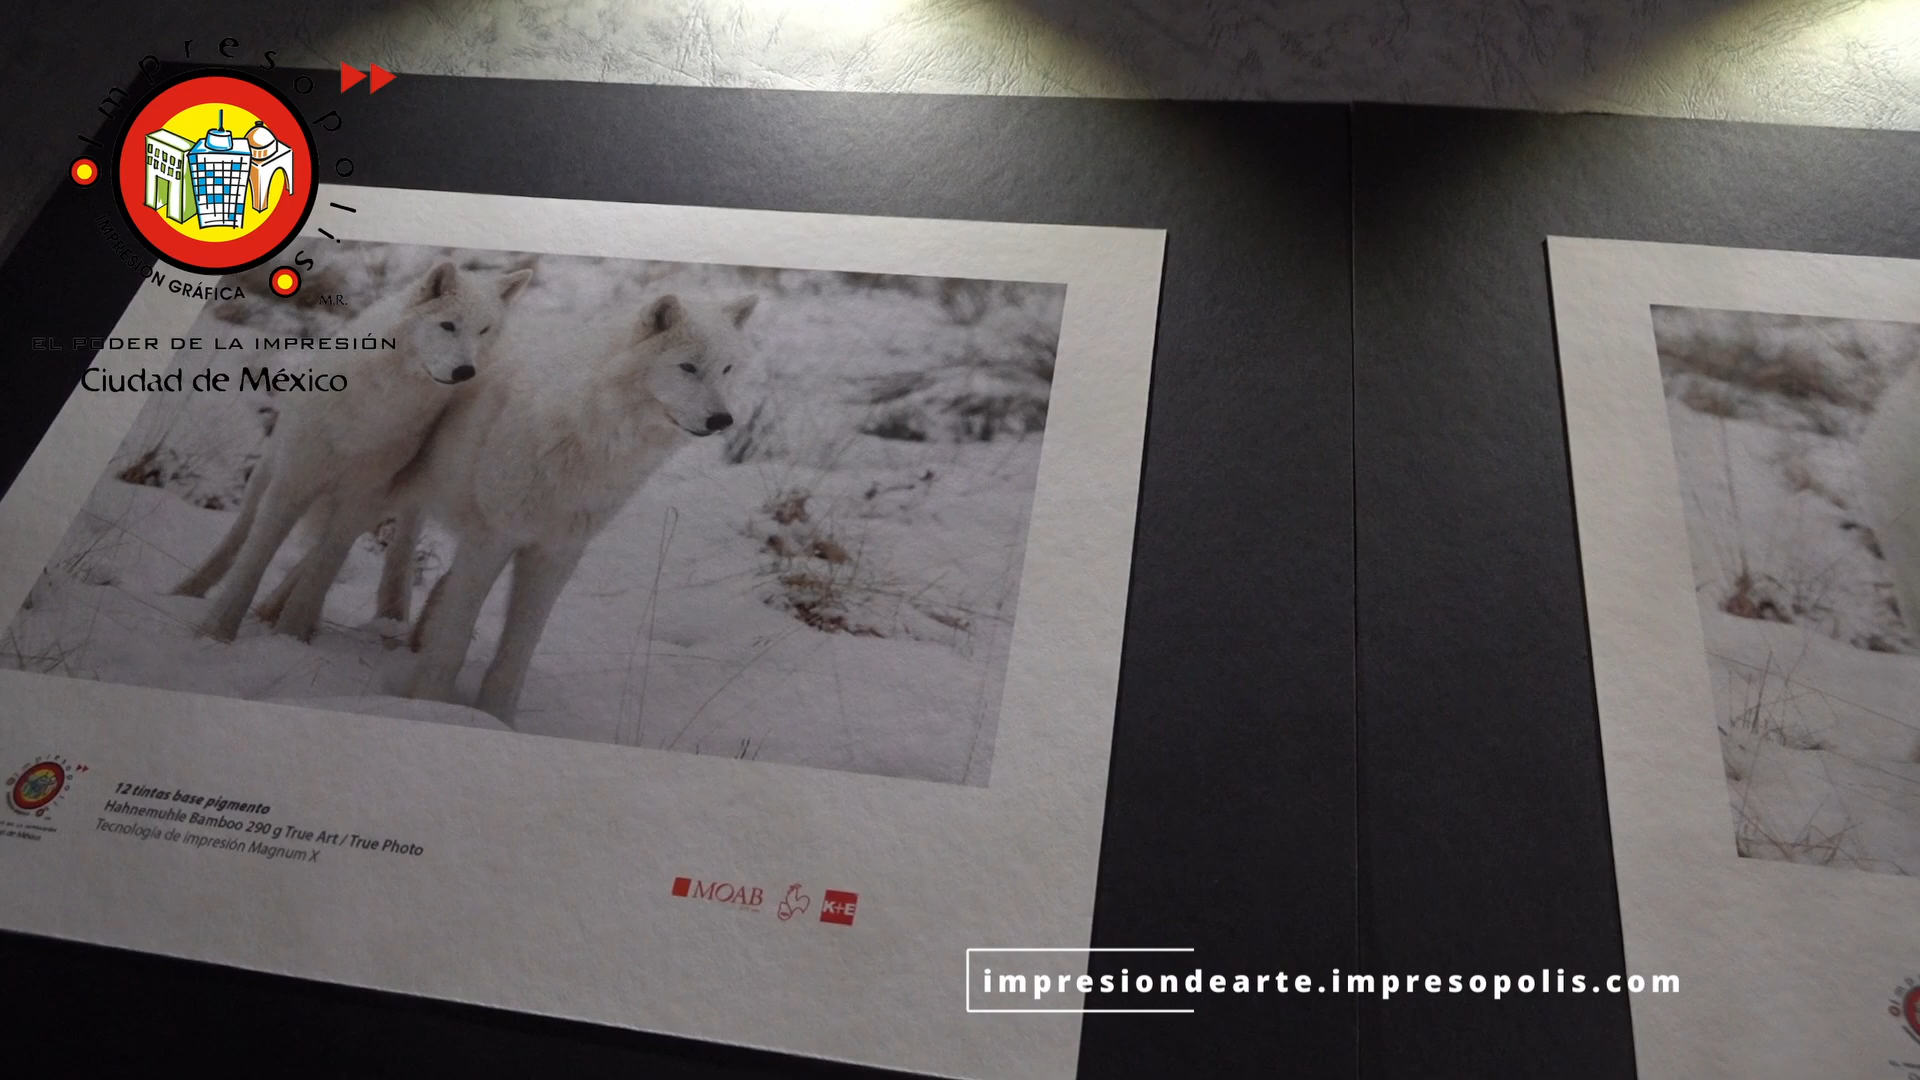 Impresopolis
IMPRESIÓN GRÁFICA
M.R.
EL PODER DE LA IMPRESIÓN
Ciudad de México
12 tintas base pigmento
Hahnemuhle Bamboo 290 g True Art / True Photo
Tecnología de impresión Magnum X
MOAB
K+E
impresiondearte.impresopolis.com